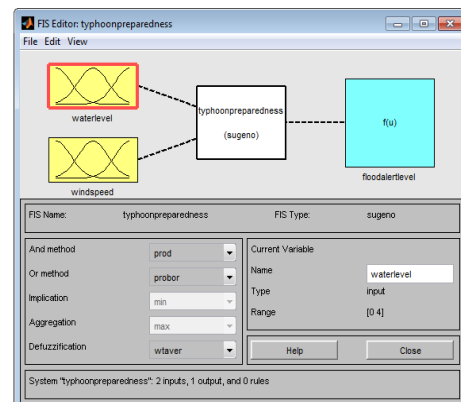 FIS Editor: typhoonpreparedness
File Edit View
waterlevel
windspeed
typhoonpreparedness
(sugeno)
f(u)
floodalertlevel
FIS Name: typhoonpreparedness FIS Type: sugeno
And method prod
Or method probor
Implication min
Aggregation max
Defuzzification wtaver
Current Variable
Name waterlevel
Type input
Range [0 4]
Help Close
System "typhoonpreparedness": 2 inputs, 1 output, and 0 rules